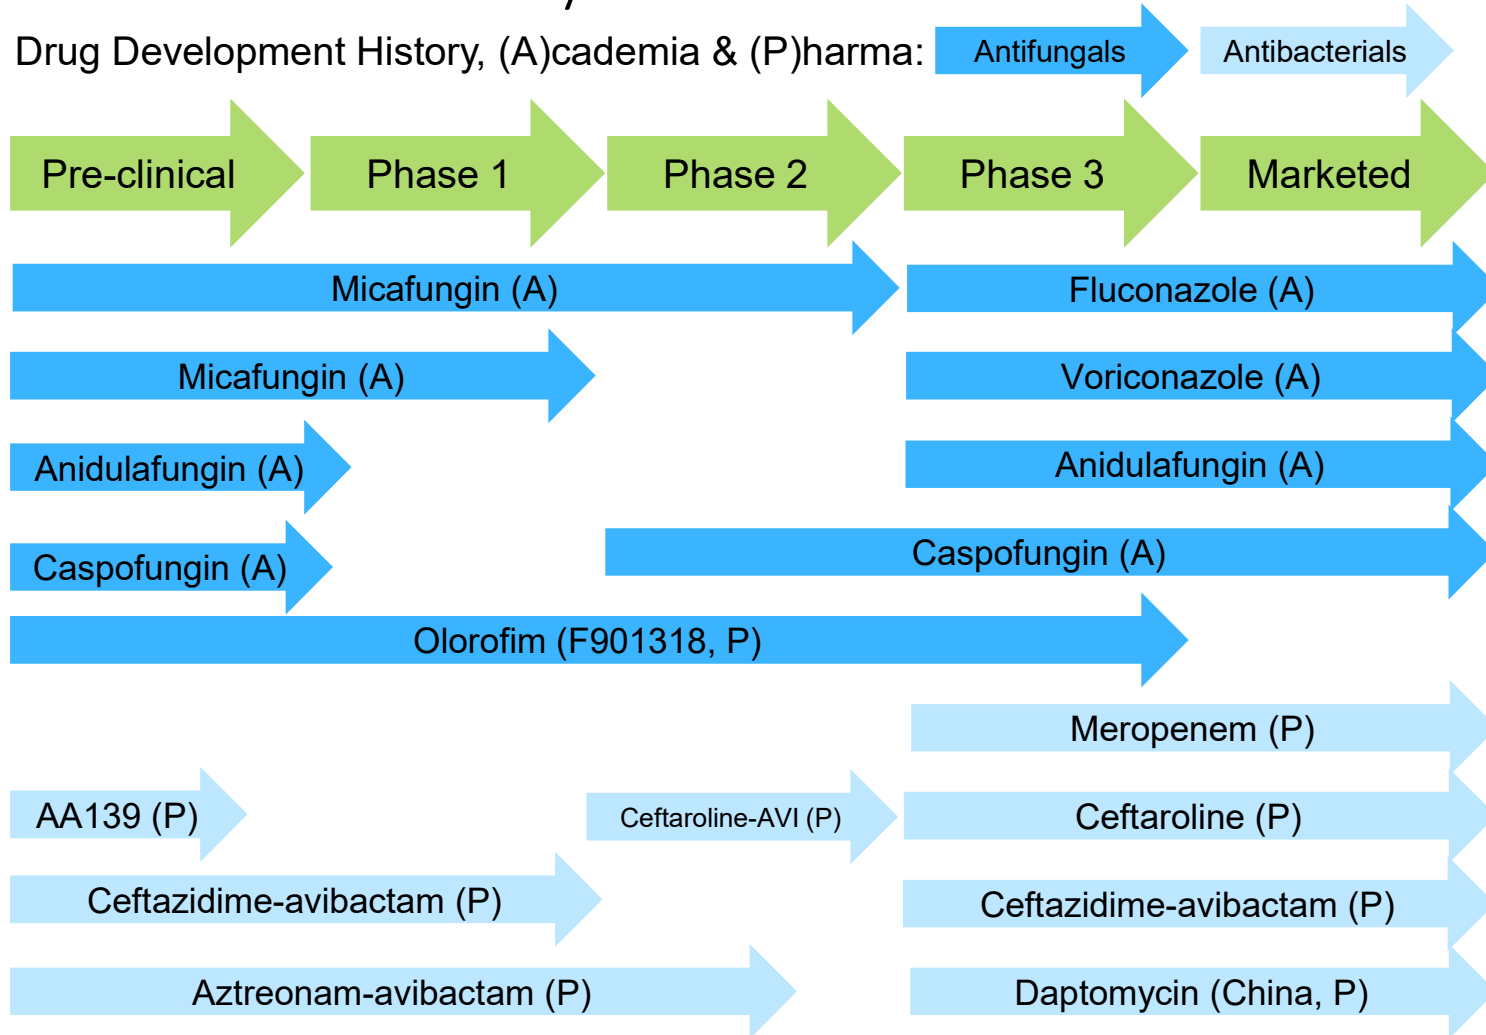 Drug Development History, (A)cademia & (P)harma:
Antifungals
Antibacterials
Pre-clinical
Phase 1
Phase 2
Phase 3
Marketed
Micafungin (A)
Fluconazole (A)
Micafungin (A)
Voriconazole (A)
Anidulafungin (A)
Anidulafungin (A)
Caspofungin (A)
Caspofungin (A)
Olorofim (F901318, P)
Meropenem (P)
AA139 (P)
Ceftaroline-AVI (P)
Ceftaroline (P)
Ceftazidime-avibactam (P)
Ceftazidime-avibactam (P)
Aztreonam-avibactam (P)
Daptomycin (China, P)